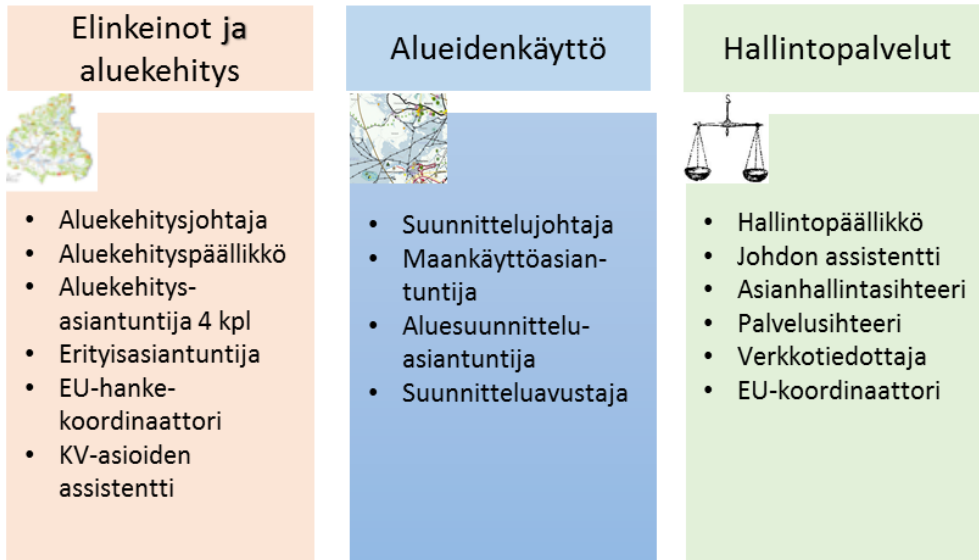 Elinkeinot ja
aluekehitys
• Aluekehitysjohtaja
• Aluekehityspäällikkö
• Aluekehitys-
asiantuntija 4 kpl
• Erityisasiantuntija
• EU-hanke-
koordinaattori
• KV-asioiden
assistentti
Alueidenkäyttö
• Suunnittelujohtaja
• Maankäyttöasian-
tuntija
• Aluesuunnittelu-
asiantuntija
• Suunnitteluavustaja
Hallintopalvelut
• Hallintopäällikkö
• Johdon assistentti
• Asianhallintasihteeri
• Palvelusihteeri
• Verkkotiedottaja
• EU-koordinaattori